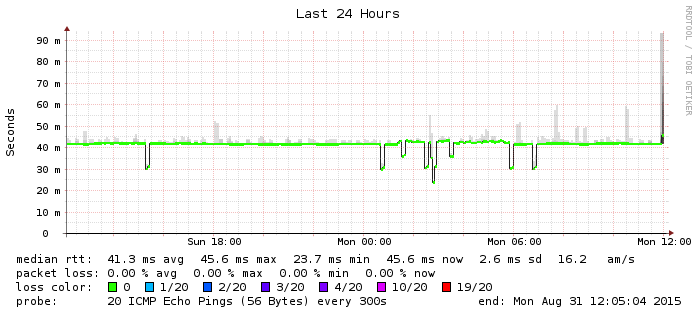 Last 24 Hours
RRDTOOL / TOBI OETIKER
Seconds
90 m
80 m
70 m
60 m
50 m
40 m
30 m
20 m
10 m
0
Sun 18:00 Mon 00:00 Mon 06:00 Mon 12:00
median rtt: 41.3 ms avg 45.6 ms max 23.7 ms min 45.6 ms now 2.6 ms sd 16.2 am/s
packet loss: 0.00 % avg 0.00 % max 0.00 % min 0.00 % now
loss color: 0 1/20 2/20 3/20 4/20 10/20 19/20
probe: 20 ICMP Echo Pings (56 Bytes) every 300s end: Mon Aug 31 12:05:04 2015